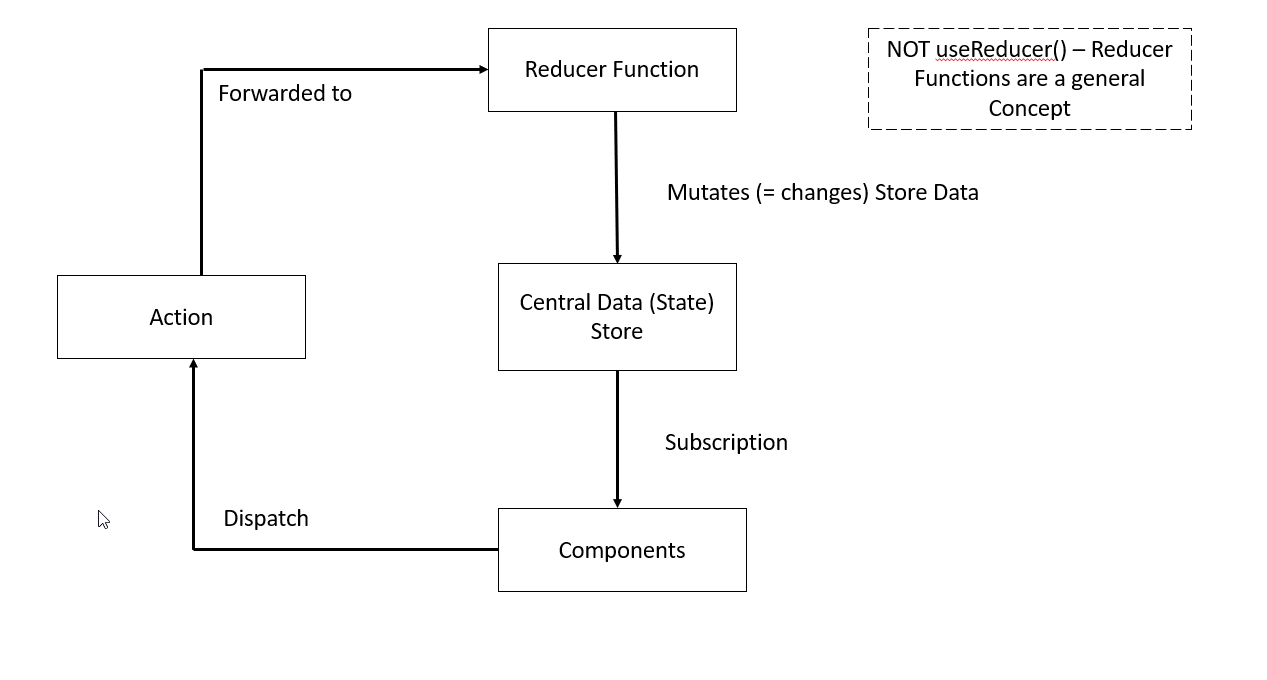 Reducer Function
NOT useReducer() – Reducer
Functions are a general
Concept
Forwarded to
Mutates (= changes) Store Data
Action
Central Data (State)
Store
Subscription
Dispatch
Components